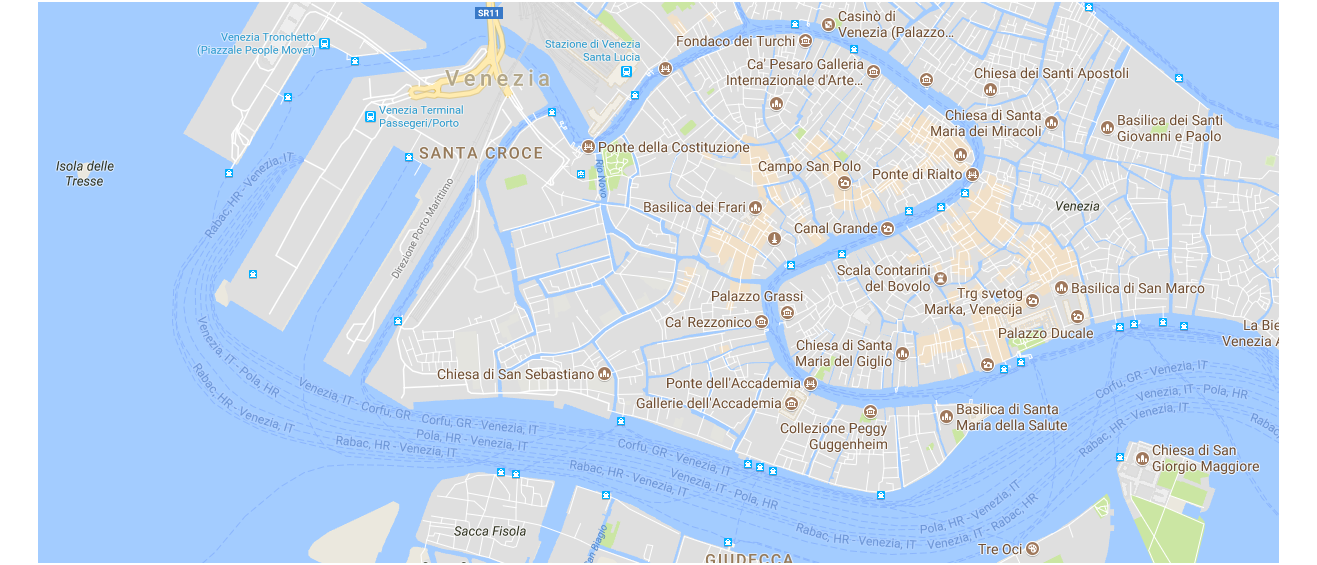 SR11
Casinò di
Venezia (Palazzo...
Venezia Tronchetto
(Piazzale People Mover)
Stazione di Venezia
Santa Lucia
Fondaco dei Turchi
Ca' Pesaro Galleria
Internazionale d'Arte...
Venezia
Chiesa dei Santi Apostoli
Venezia Terminal
Passegeri/Porto
Chiesa di Santa
Maria dei Miracoli
Basilica dei Santi
Giovanni e Paolo
SANTA CROCE
Ponte della Costituzione
Isola delle
Tresse
Rio Novo
Campo San Polo
Ponte di Rialto
Rabac, HR - Venezia, IT
Direzione Porto Marittimo
Basilica dei Frari
Venezia
Canal Grande
Scala Contarini
del Bovolo
Trg svetog
Marka, Venecija
Basilica di San Marco
Palazzo Grassi
Ca' Rezzonico
Palazzo Ducale
La Bie
Venezia A
Chiesa di Santa
Maria del Giglio
Venezia, IT - Pola, HR
Rabac, HR - Venezia, IT
Chiesa di San Sebastiano
Ponte dell'Accademia
Gallerie dell'Accademia
Venezia, IT - Corfu, GR
Corfu, GR - Venezia, IT
Pola, HR - Venezia, IT
Rabac, HR - Venezia, IT
Collezione Peggy
Guggenheim
Basilica di Santa
Maria della Salute
Corfu, GR - Venezia, IT
Venezia, IT - Pola, HR
Rabac, HR - Venezia, IT
Corfu, GR - Venezia, IT
Rabac, HR - Venezia, IT
Venezia, IT - Pola, HR
Chiesa di San
Giorgio Maggiore
Sacca Fisola
San Biagio
Pola, HR - Venezia, IT
Rabac, HR - Venezia, IT
Venezia, IT - Rabac, HR
Tre Oci
GIUDECCA